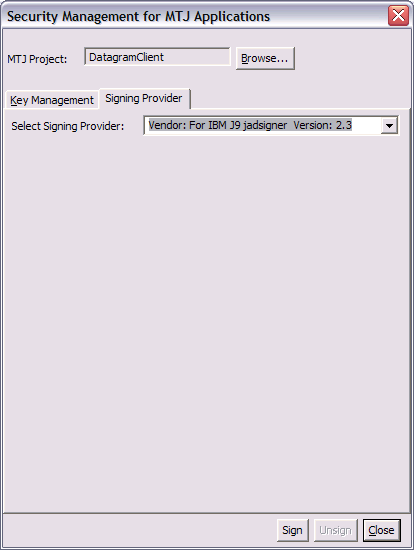 Security Management for MTJ Applications
MTJ Project: DatagramClient Browse...
Key Management Signing Provider
Select Signing Provider: Vendor: For IBM J9 jadsigner Version: 2.3
Sign Unsign Close